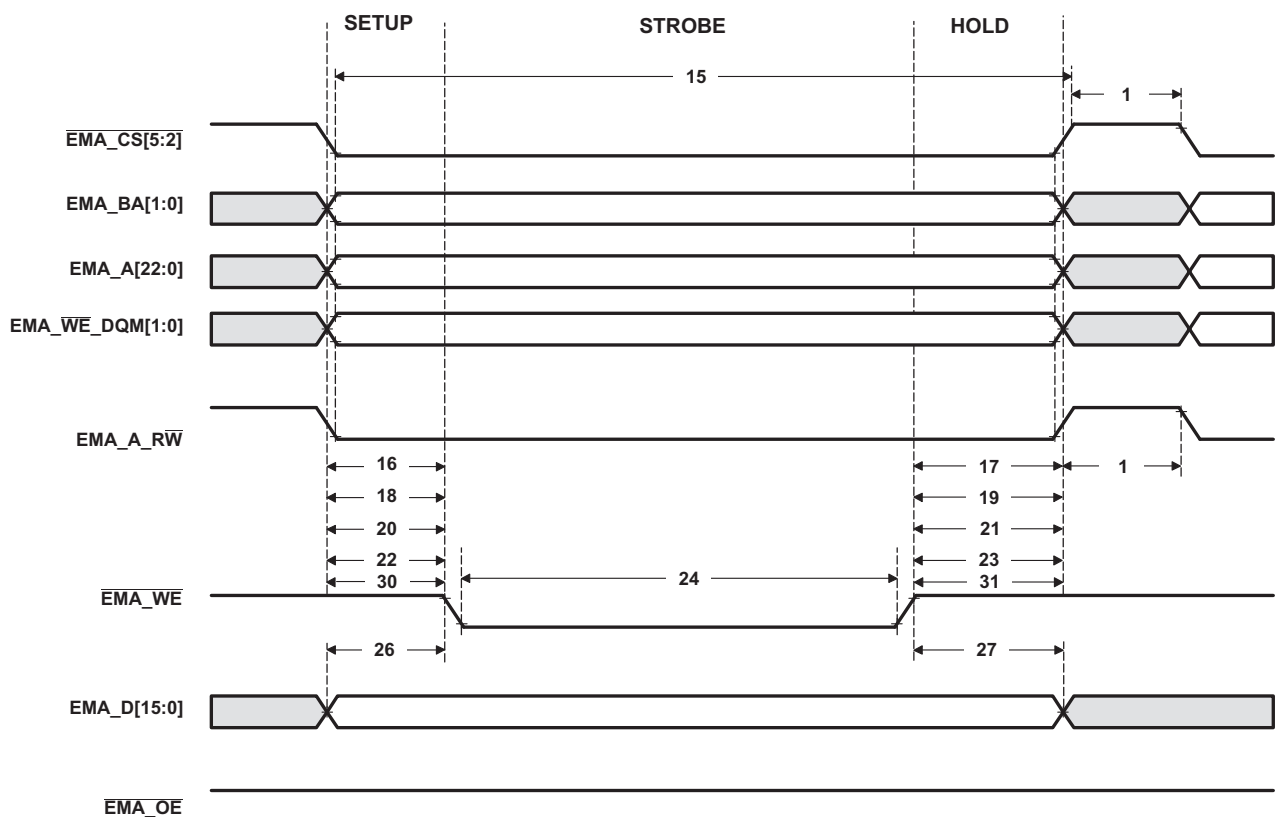 SETUP STROBE HOLD
15
1
EMA_CS[5:2]
EMA_BA[1:0]
EMA_A[22:0]
EMA_WE_DQM[1:0]
EMA_A_RW
16 17 1
18 19
20 21
22 23
24
30 31
EMA_WE
26 27
EMA_D[15:0]
EMA_OE